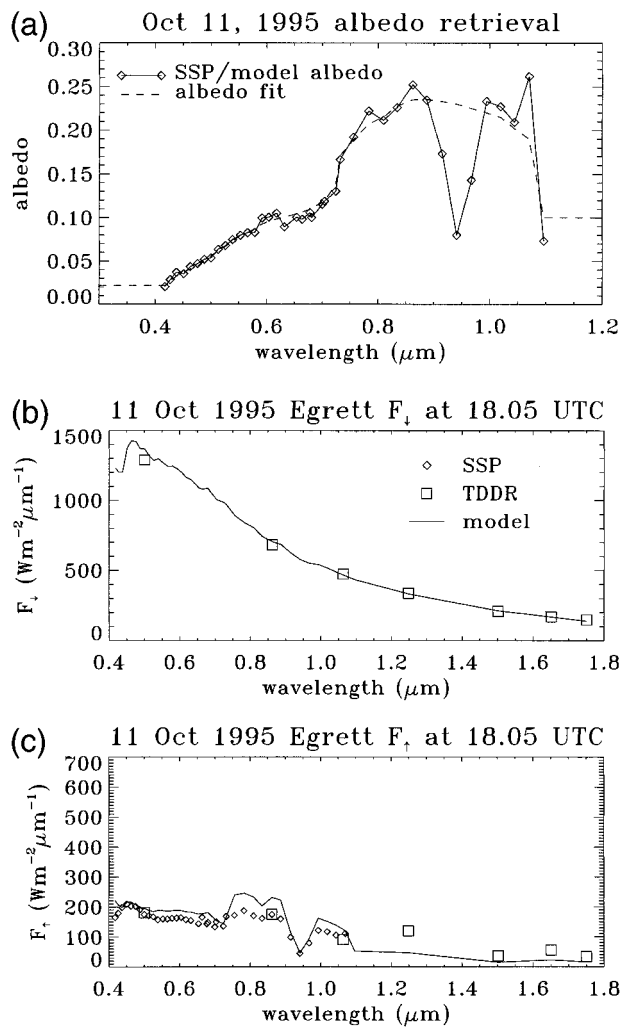 (a) Oct 11, 1995 albedo retrieval
0.30
0.25
0.20
0.15
0.10
0.05
0.00
albedo
SSP/model albedo
albedo fit
0.4 0.6 0.8 1.0 1.2
wavelength (μm)
(b) 11 Oct 1995 Egrett F↓ at 18.05 UTC
1500
1000
500
0
F↓ (Wm⁻²μm⁻¹)
SSP
TDDR
model
0.4 0.6 0.8 1.0 1.2 1.4 1.6 1.8
wavelength (μm)
(c) 11 Oct 1995 Egrett F↑ at 18.05 UTC
700
600
500
400
300
200
100
0
F↑ (Wm⁻²μm⁻¹)
0.4 0.6 0.8 1.0 1.2 1.4 1.6 1.8
wavelength (μm)